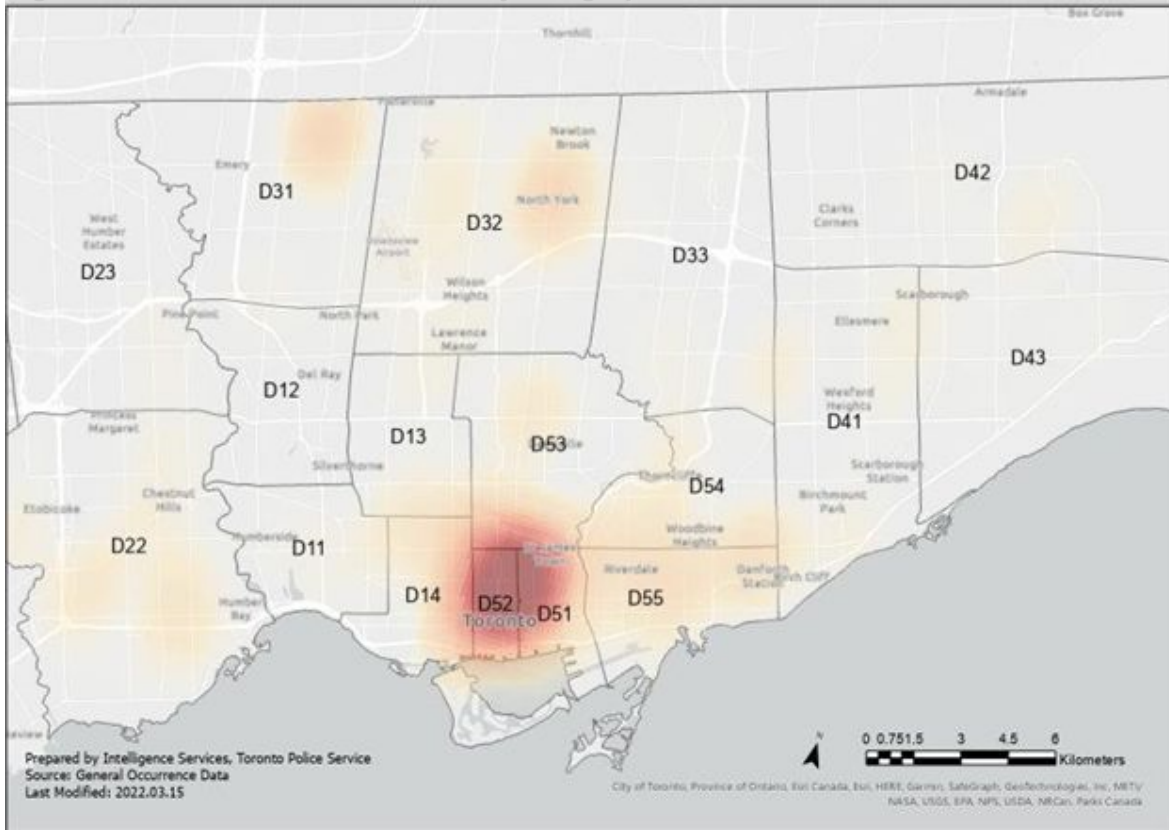 Box Grove
Thornhill
Armadale
Newton
Brook
Emery
D31
D42
North York
D32
Clarks
Corners
West
Humber
Estates
Airport
D33
D23
Wilson
Heights
Scarborough
Pine Point
North Park
Ellesmere
Lawrence
Manor
D43
Del Ray
D12
Wexford
Heights
Princess
Margaret
D41
D13
D53
Silverthorne
Scarborough
Station
Thorncliffe
D54
Chestnut
Hills
Birchmount
Park
Etobicoke
Woodbine
Heights
Humberside
D22
D11
Riverdale
Danforth
Station
Birch Cliff
D14
D52
D55
Humber
Bay
D51
Toronto
N
0 0.751.5 3 4.5 6
Kilometers
Prepared by Intelligence Services, Toronto Police Service
Source: General Occurrence Data
Last Modified: 2022.03.15
City of Toronto, Province of Ontario, Esri Canada, Esri, HERE, Garmin, SafeGraph, GeoTechnologies, Inc, METI/
NASA, USGS, EPA, NPS, USDA, NRCan, Parks Canada